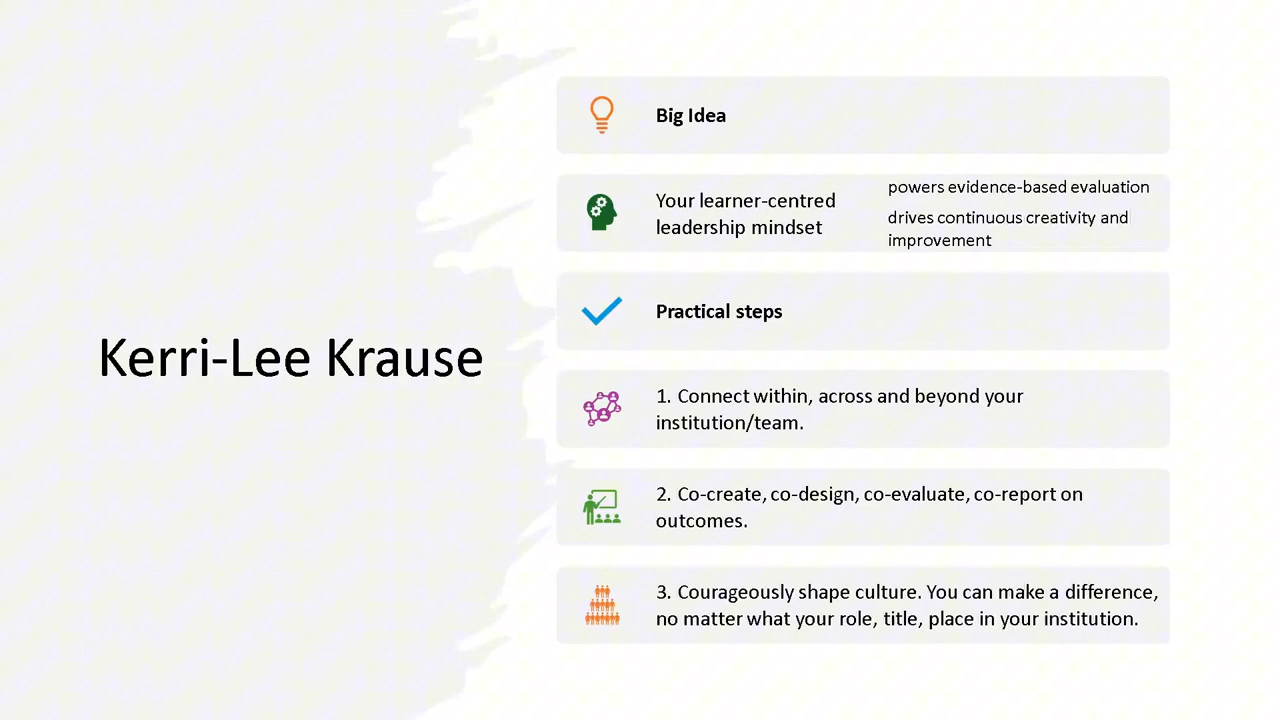 Kerri-Lee Krause
Big Idea
Your learner-centred
leadership mindset
powers evidence-based evaluation
drives continuous creativity and
improvement
Practical steps
1. Connect within, across and beyond your
institution/team.
2. Co-create, co-design, co-evaluate, co-report on
outcomes.
3. Courageously shape culture. You can make a difference,
no matter what your role, title, place in your institution.